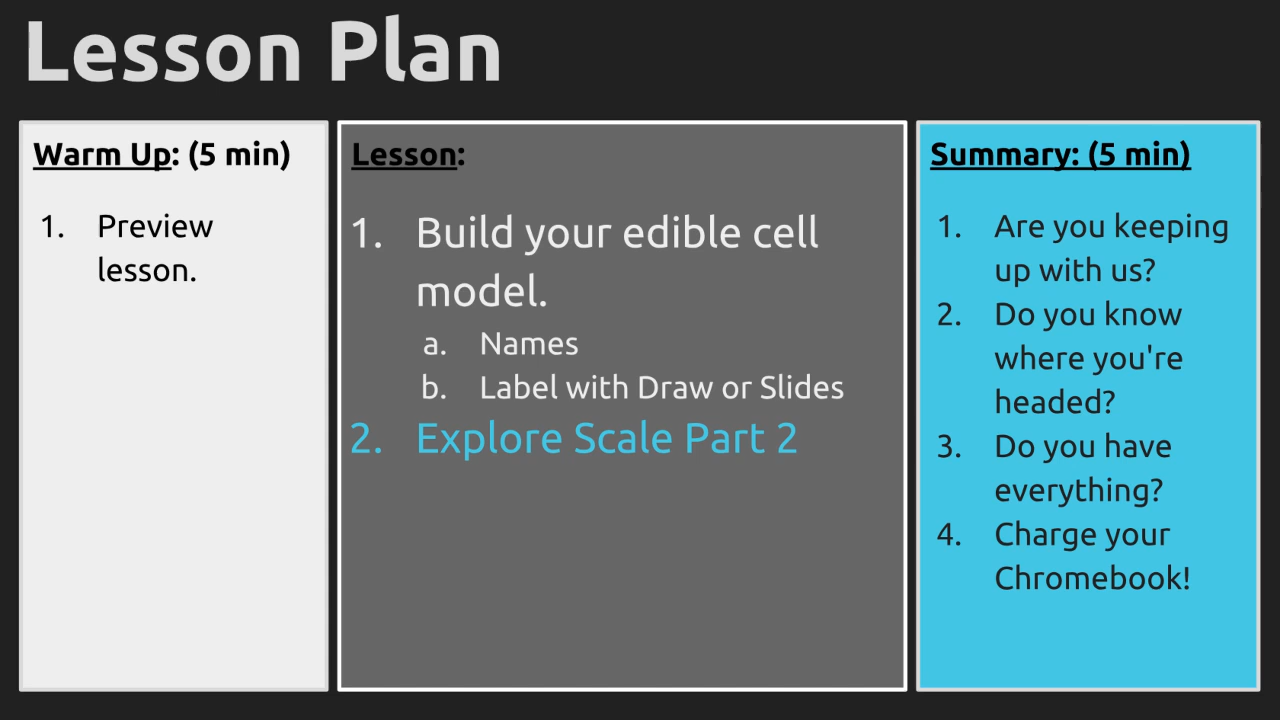 Lesson Plan
Warm Up: (5 min)
1. Preview
lesson.
Lesson:
1. Build your edible cell
model.
a. Names
b. Label with Draw or Slides
2. Explore Scale Part 2
Summary: (5 min)
1. Are you keeping
up with us?
2. Do you know
where you're
headed?
3. Do you have
everything?
4. Charge your
Chromebook!